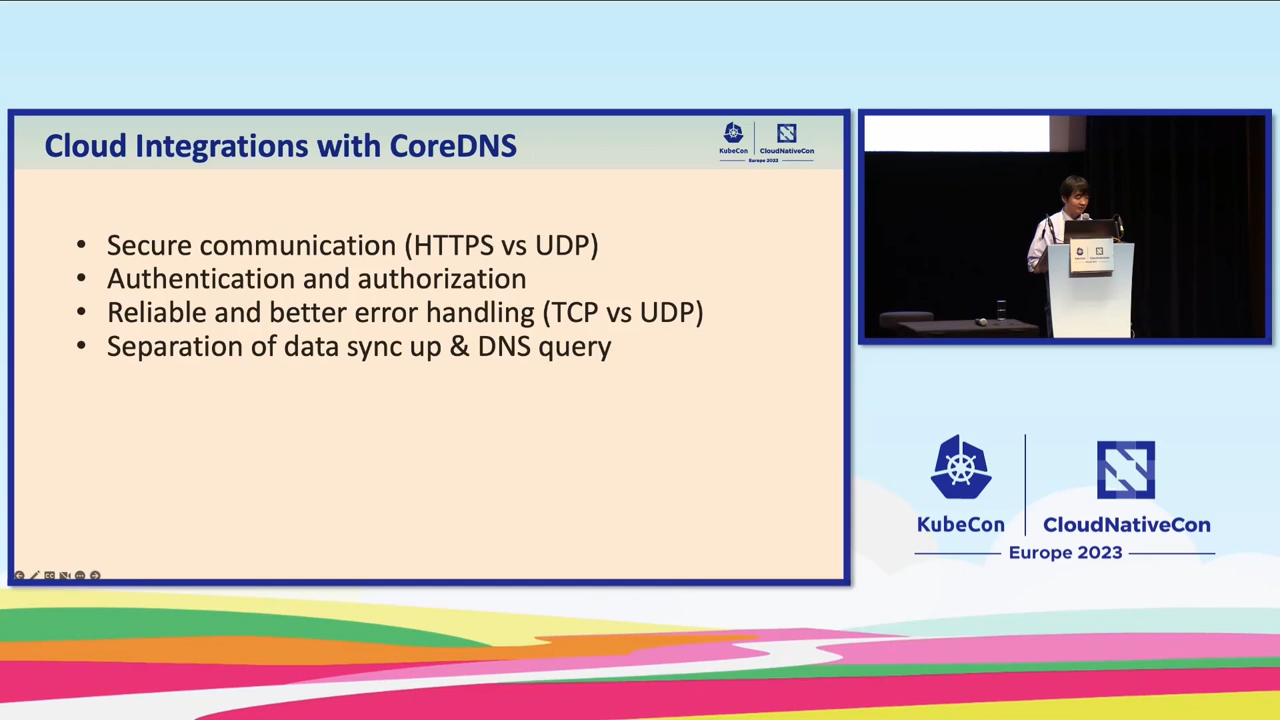 Cloud Integrations with CoreDNS
KubeCon
CloudNativeCon
Europe 2023
• Secure communication (HTTPS vs UDP)
• Authentication and authorization
• Reliable and better error handling (TCP vs UDP)
• Separation of data sync up & DNS query
KubeCon
CloudNativeCon
Europe 2023